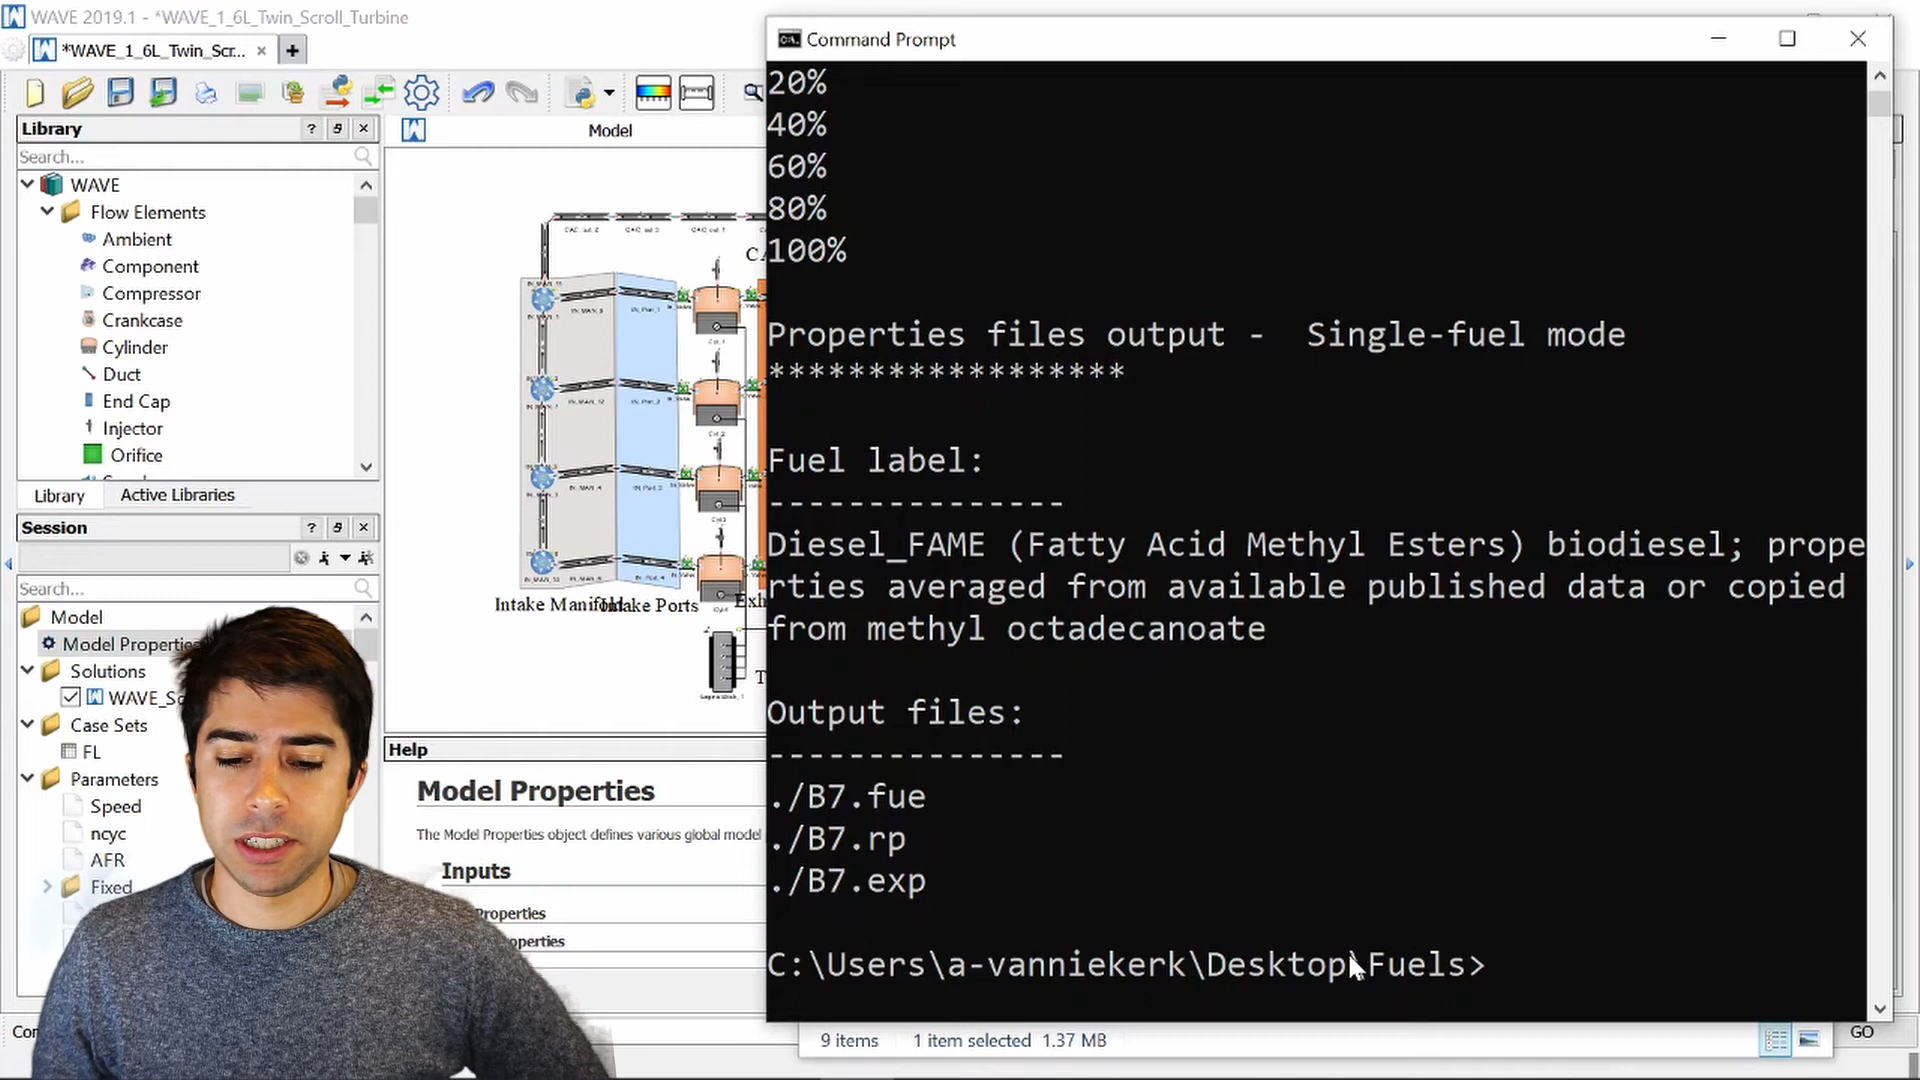 WAVE 2019.1 - *WAVE_1_6L_Twin_Scroll_Turbine
*WAVE_1_6L_Twin_Scr...
Library
Search...
WAVE
Flow Elements
Ambient
Component
Compressor
Crankcase
Cylinder
Duct
End Cap
Injector
Orifice
Library
Active Libraries
Session
Search...
Model
Model Propertie
Solutions
WAVE_So
Case Sets
FL
Parameters
Speed
ncyc
AFR
Fixed
Model
Intake Manifold
Intake Ports
Exh
Help
Model Properties
The Model Properties object defines various global model
Inputs
Properties
operties
Command Prompt
20%
40%
60%
80%
100%
Properties files output -  Single-fuel mode
******************
Fuel label:
---------------
Diesel_FAME (Fatty Acid Methyl Esters) biodiesel; prope
rties averaged from available published data or copied
from methyl octadecanoate
Output files:
---------------
./B7.fue
./B7.rp
./B7.exp
C:\Users\a-vanniekerk\Desktop\Fuels>
9 items
1 item selected
1.37 MB
GO